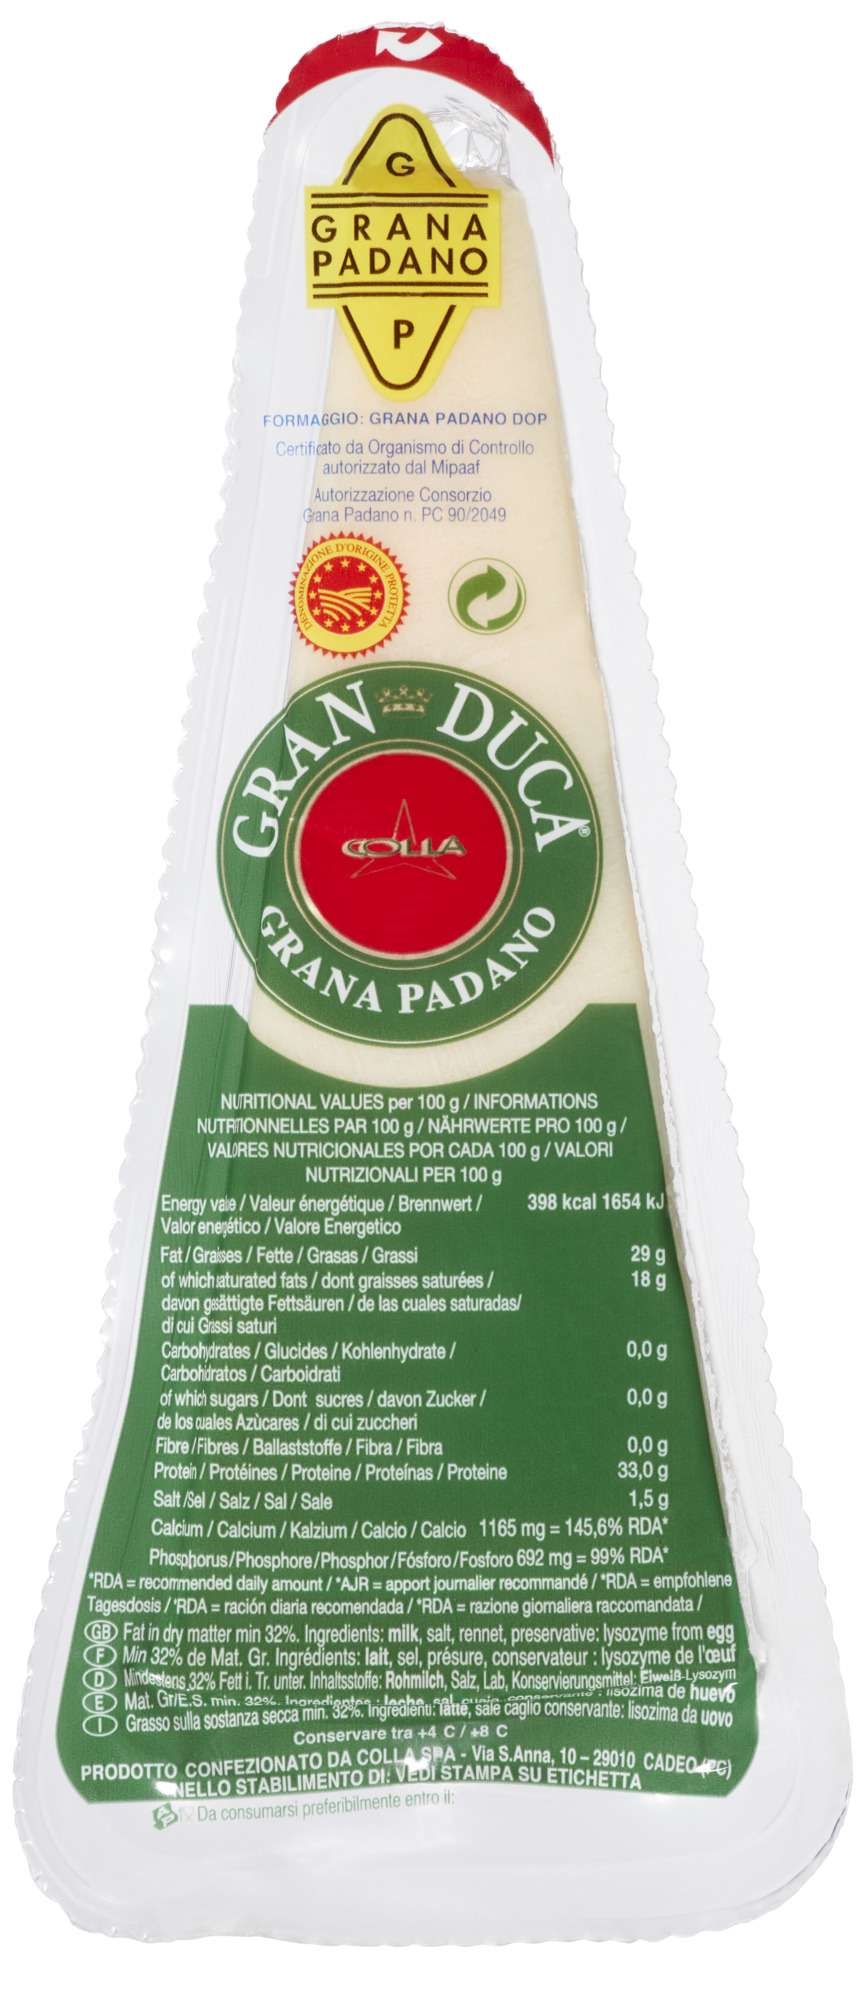 G
GRANA
PADANO
P
FORMAGGIO: GRANA PADANO DOP
Certificato da Organismo di Controllo
autorizzato dal Mipaaf
Autorizzazione Consorzio
Grana Padano n. PC 90/2049
DENOMINAZIONE D'ORIGINE PROTETTA
GRAN DUCA®
COLLA
GRANA PADANO
NUTRITIONAL VALUES per 100 g / INFORMATIONS
NUTRITIONNELLES PAR 100 g / NÄHRWERTE PRO 100 g /
VALORES NUTRICIONALES POR CADA 100 g / VALORI
NUTRIZIONALI PER 100 g
Energy value / Valeur énergétique / Brennwert / 398 kcal 1654 kJ
Valor energético / Valore Energetico
Fat / Graisses / Fette / Grasas / Grassi 29 g
of which saturated fats / dont graisses saturées / 18 g
davon gesättigte Fettsäuren / de las cuales saturadas/
di cui Grassi saturi
Carbohydrates / Glucides / Kohlenhydrate / 0,0 g
Carbohidratos / Carboidrati
of which sugars / Dont sucres / davon Zucker / 0,0 g
de los cuales Azùcares / di cui zuccheri
Fibre / Fibres / Ballaststoffe / Fibra / Fibra 0,0 g
Protein / Protéines / Proteine / Proteínas / Proteine 33,0 g
Salt / Sel / Salz / Sal / Sale 1,5 g
Calcium / Calcium / Kalzium / Calcio / Calcio 1165 mg = 145,6% RDA*
Phosphorus/Phosphore/Phosphor/Fósforo/Fosforo 692 mg = 99% RDA*
*RDA = recommended daily amount / *AJR = apport journalier recommandé / *RDA = empfohlene
Tagesdosis / *RDA = ración diaria recomendada / *RDA = razione giornaliera raccomandata /
GB Fat in dry matter min 32%. Ingredients: milk, salt, rennet, preservative: lysozyme from egg
F Min 32% de Mat. Gr. Ingrédients: lait, sel, présure, conservateur : lysozyme de l'œuf
D Mindestens 32% Fett i. Tr. unter. Inhaltsstoffe: Rohmilch, Salz, Lab, Konservierungsmittel: Eiweiß-Lysozym
E Mat. Gr/E.S. min. 32%. Ingredientes : leche, sal, cuajo, conservante : lisozima de huevo
I Grasso sulla sostanza secca min. 32%. Ingredienti: latte, sale caglio conservante: lisozima da uovo
Conservare tra +4 C / +8 C
PRODOTTO CONFEZIONATO DA COLLA SPA - Via S.Anna, 10 – 29010 CADEO (PC)
NELLO STABILIMENTO DI: VEDI STAMPA SU ETICHETTA
Da consumarsi preferibilmente entro il: